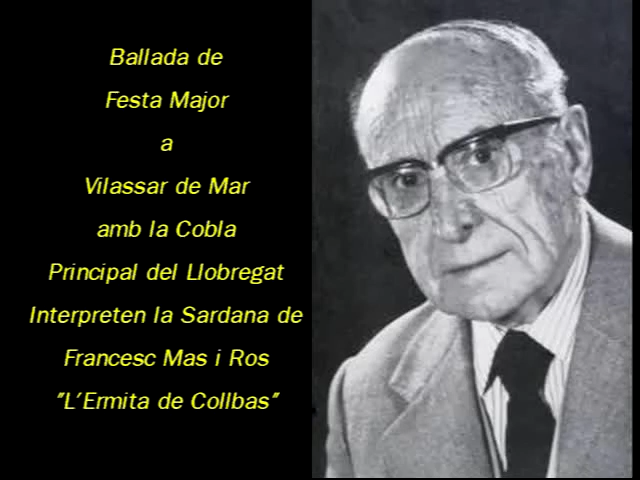 Ballada de
Festa Major
a
Vilassar de Mar
amb la Cobla
Principal del Llobregat
Interpreten la Sardana de
Francesc Mas i Ros
"L'Ermita de Collbas"